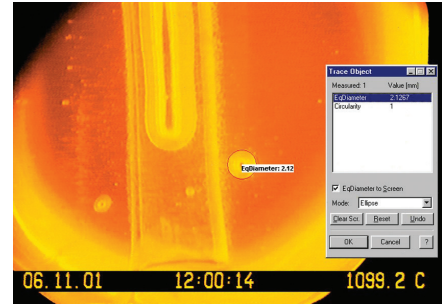 Trace Object
Measured: 1 Value [mm]
EqDiameter 2.1267
Circularity 1
EqDiameter: 2.12
EqDiameter to Screen
Mode: Ellipse
Clear Scr. Reset Undo
OK Cancel ?
06.11.01 12:00:14 1099.2 C